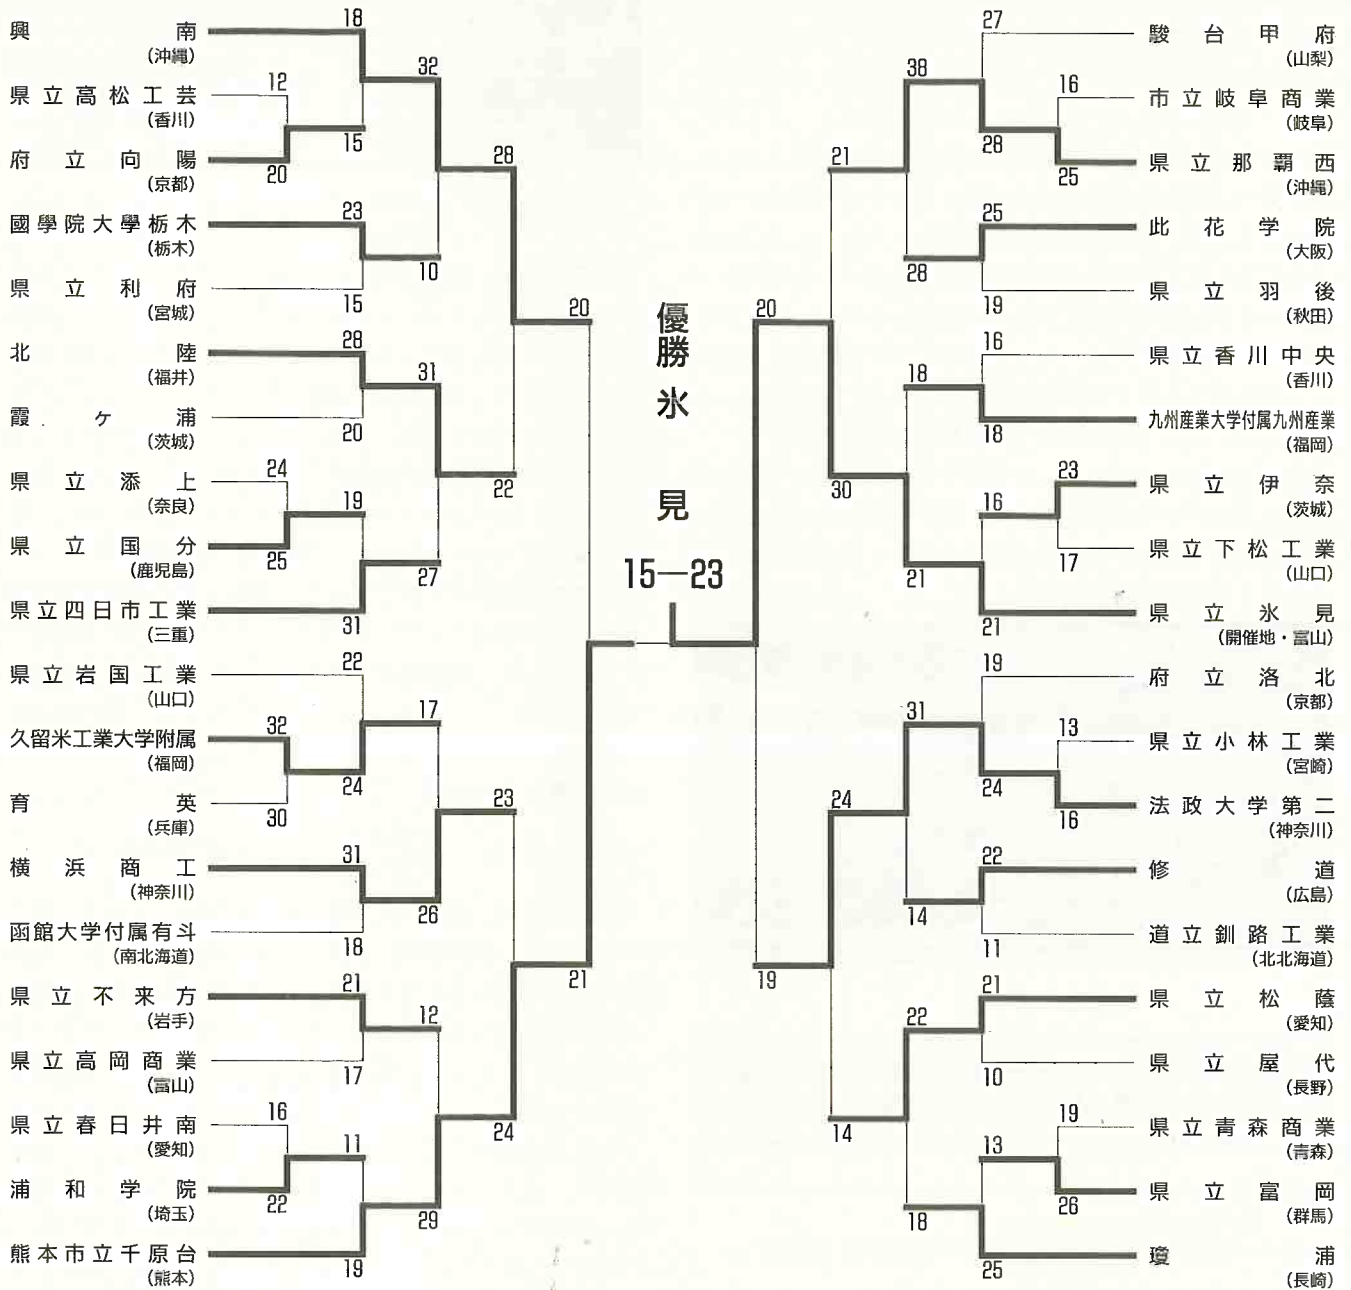 興南
(沖縄)
県立高松工芸
(香川)
府立向陽
(京都)
國學院大學栃木
(栃木)
県立利府
(宮城)
北陸
(福井)
霞ヶ浦
(茨城)
県立添上
(奈良)
県立国分
(鹿児島)
県立四日市工業
(三重)
県立岩国工業
(山口)
久留米工業大学附属
(福岡)
育英
(兵庫)
横浜商工
(神奈川)
函館大学付属有斗
(南北海道)
県立不来方
(岩手)
県立高岡商業
(富山)
県立春日井南
(愛知)
浦和学院
(埼玉)
熊本市立千原台
(熊本)
18
12
15
20
23
15
28
20
24
19
25
31
22
32
24
30
31
18
21
17
16
11
22
19
32
10
31
27
17
26
12
29
28
22
23
24
20
21
優勝氷見
15—23
20
19
21
30
24
14
38
28
18
21
31
14
22
18
27
16
28
25
25
19
16
18
23
16
17
21
19
13
24
16
22
11
21
10
19
13
26
25
駿台甲府
(山梨)
市立岐阜商業
(岐阜)
県立那覇西
(沖縄)
此花学院
(大阪)
県立羽後
(秋田)
県立香川中央
(香川)
九州産業大学付属九州産業
(福岡)
県立伊奈
(茨城)
県立下松工業
(山口)
県立氷見
(開催地・富山)
府立洛北
(京都)
県立小林工業
(宮崎)
法政大学第二
(神奈川)
修道
(広島)
道立釧路工業
(北北海道)
県立松蔭
(愛知)
県立屋代
(長野)
県立青森商業
(青森)
県立富岡
(群馬)
瓊浦
(長崎)